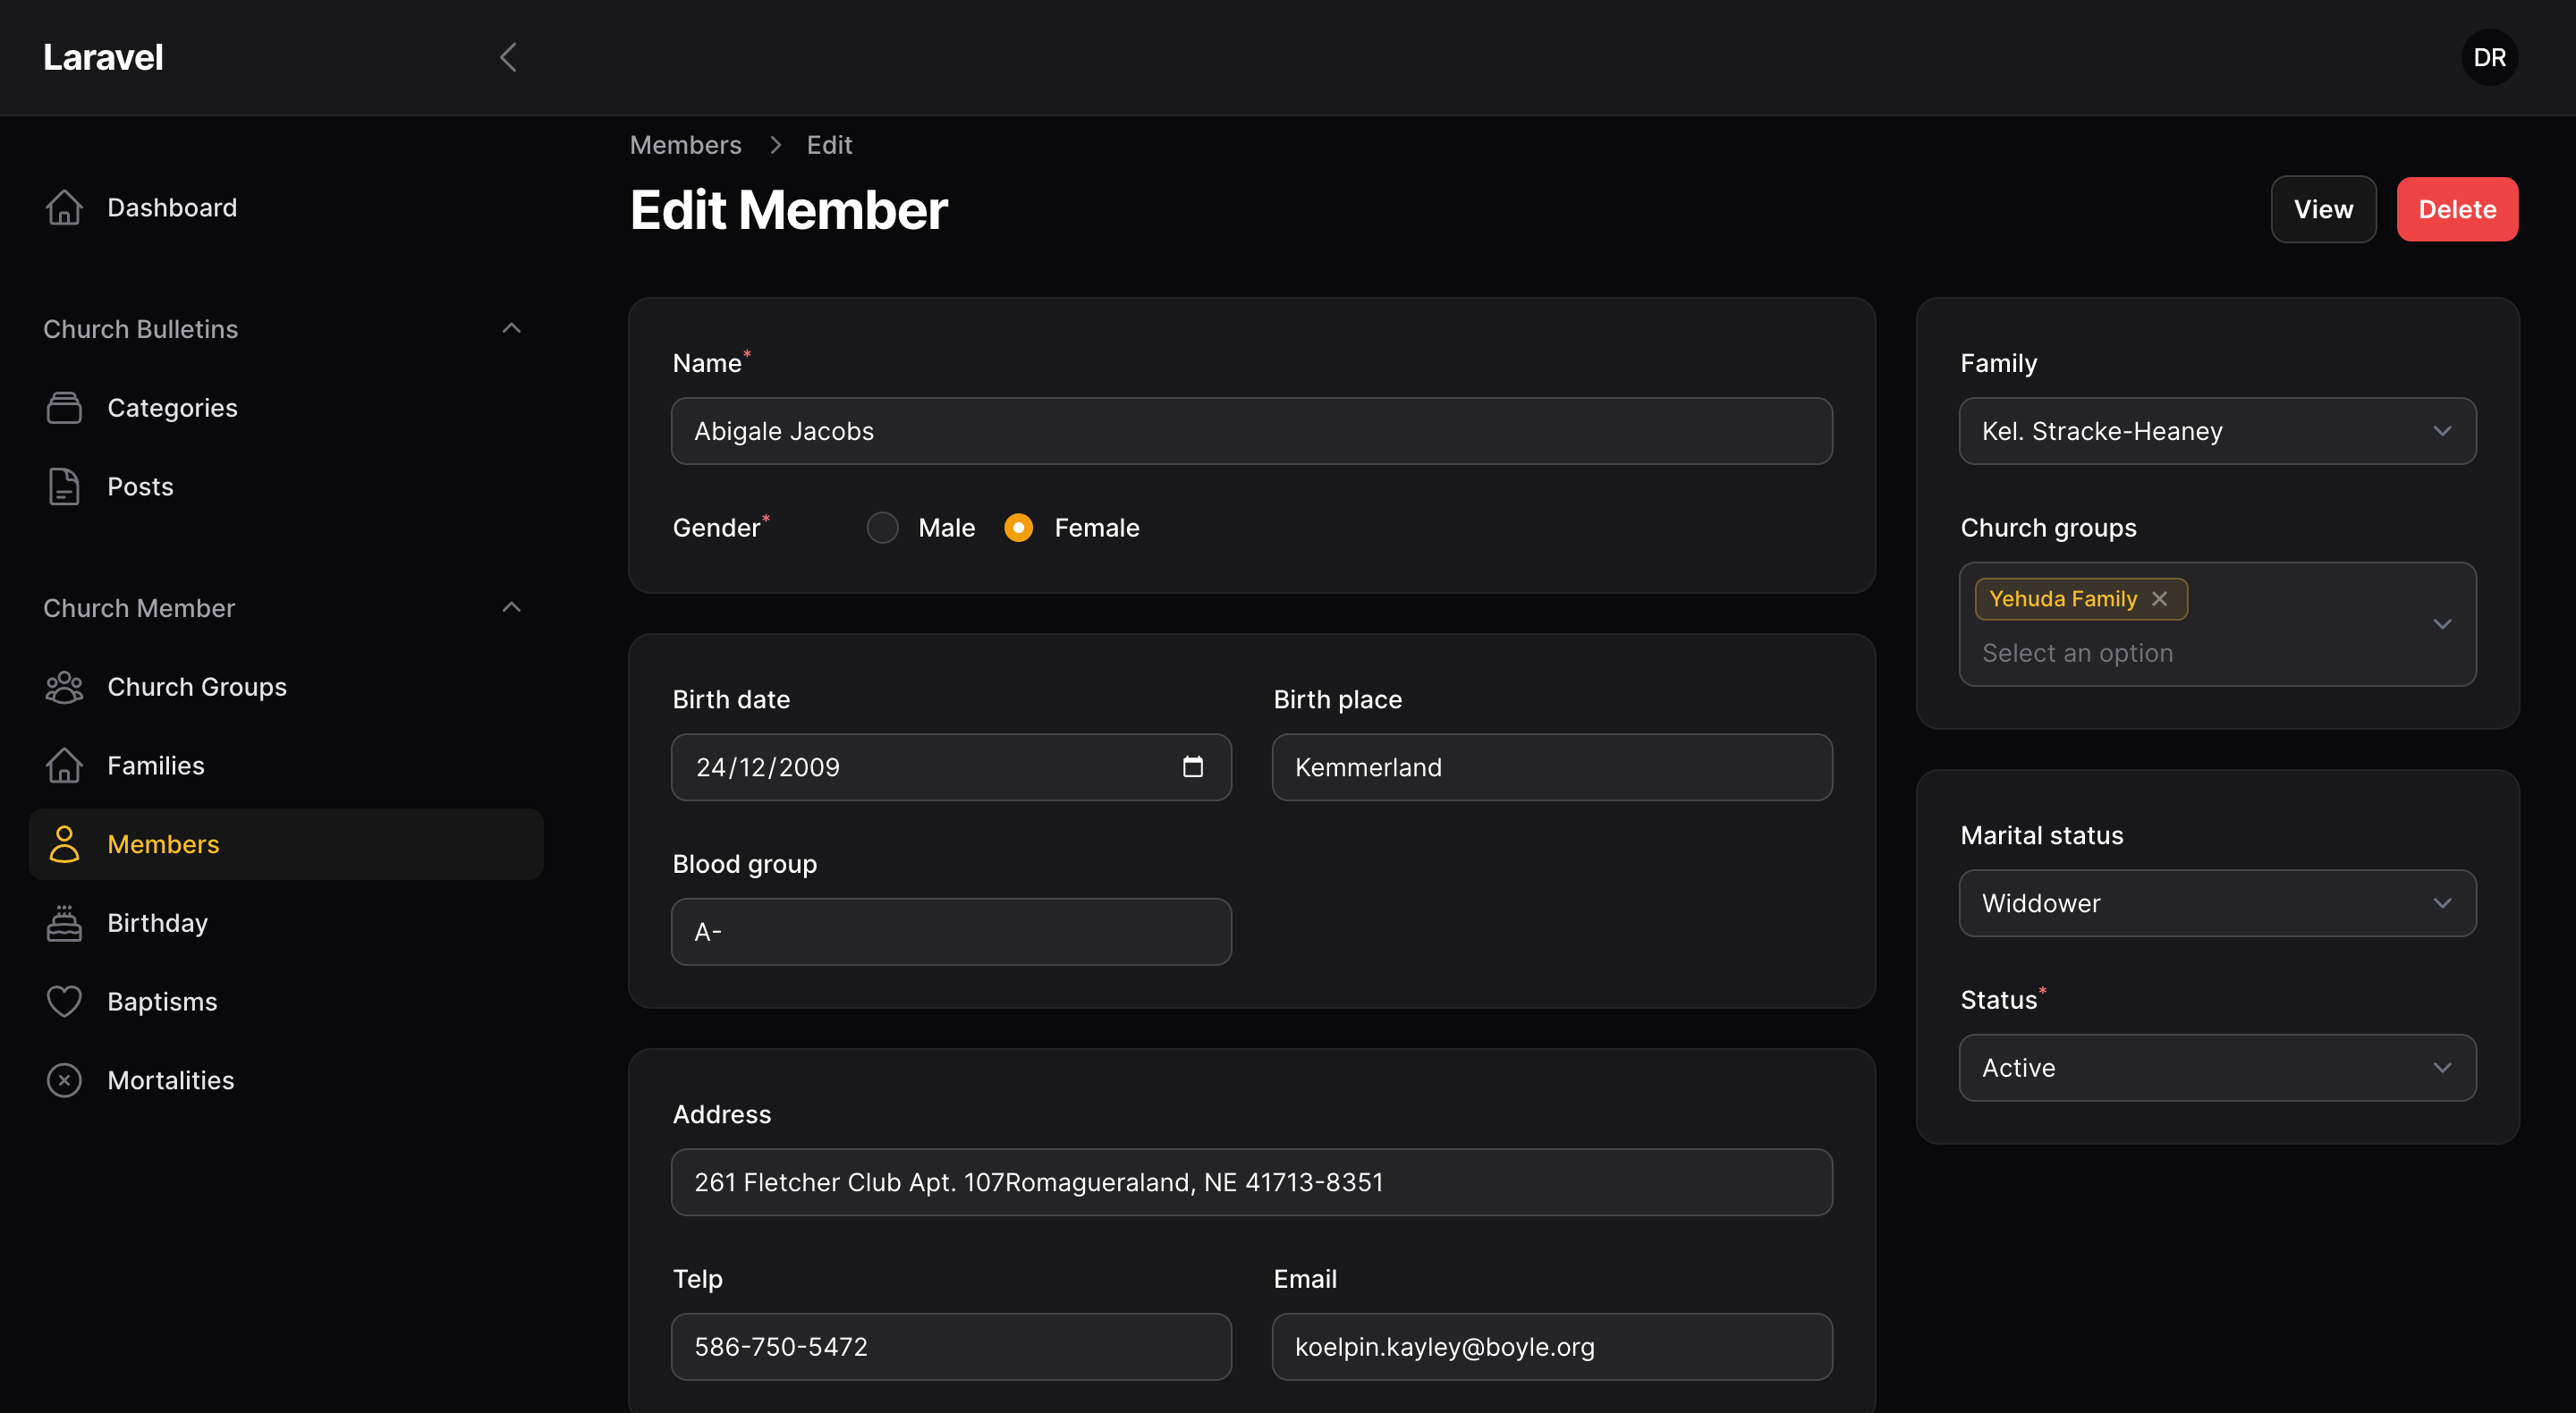 Laravel
DR
Dashboard
Church Bulletins
Categories
Posts
Church Member
Church Groups
Families
Members
Birthday
Baptisms
Mortalities
Members > Edit
Edit Member
View
Delete
Name*
Abigale Jacobs
Gender*
Male
Female
Birth date
Birth place
24/12/2009
Kemmerland
Blood group
A-
Address
261 Fletcher Club Apt. 107Romagueraland, NE 41713-8351
Telp
Email
586-750-5472
koelpin.kayley@boyle.org
Family
Kel. Stracke-Heaney
Church groups
Yehuda Family
Select an option
Marital status
Widdower
Status*
Active